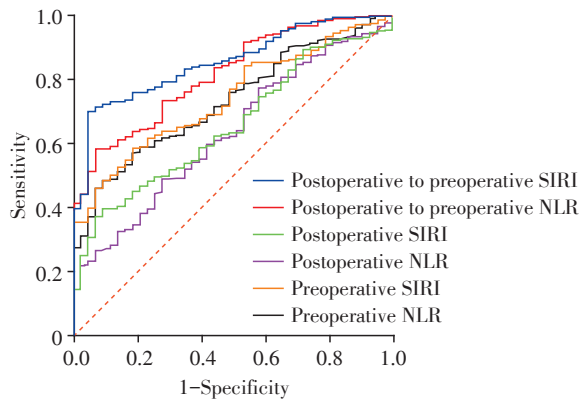 1.0
0.8
0.6
0.4
0.2
0
Sensitivity
Postoperative to preoperative SIRI
Postoperative to preoperative NLR
Postoperative SIRI
Postoperative NLR
Preoperative SIRI
Preoperative NLR
0.0 0.2 0.4 0.6 0.8 1.0
1−Specificity